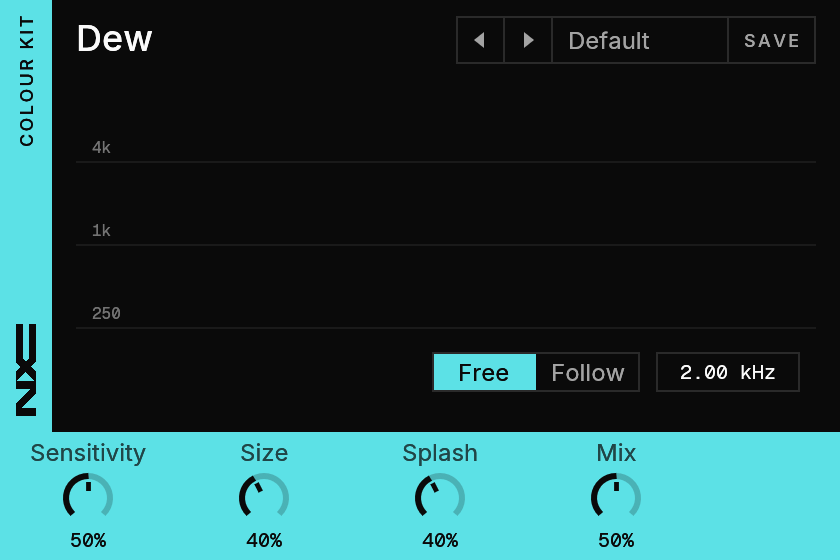 COLOUR KIT
Dew
Default
SAVE
4k
1k
250
Free
Follow
2.00 kHz
NXE
Sensitivity
Size
Splash
Mix
50%
40%
40%
50%